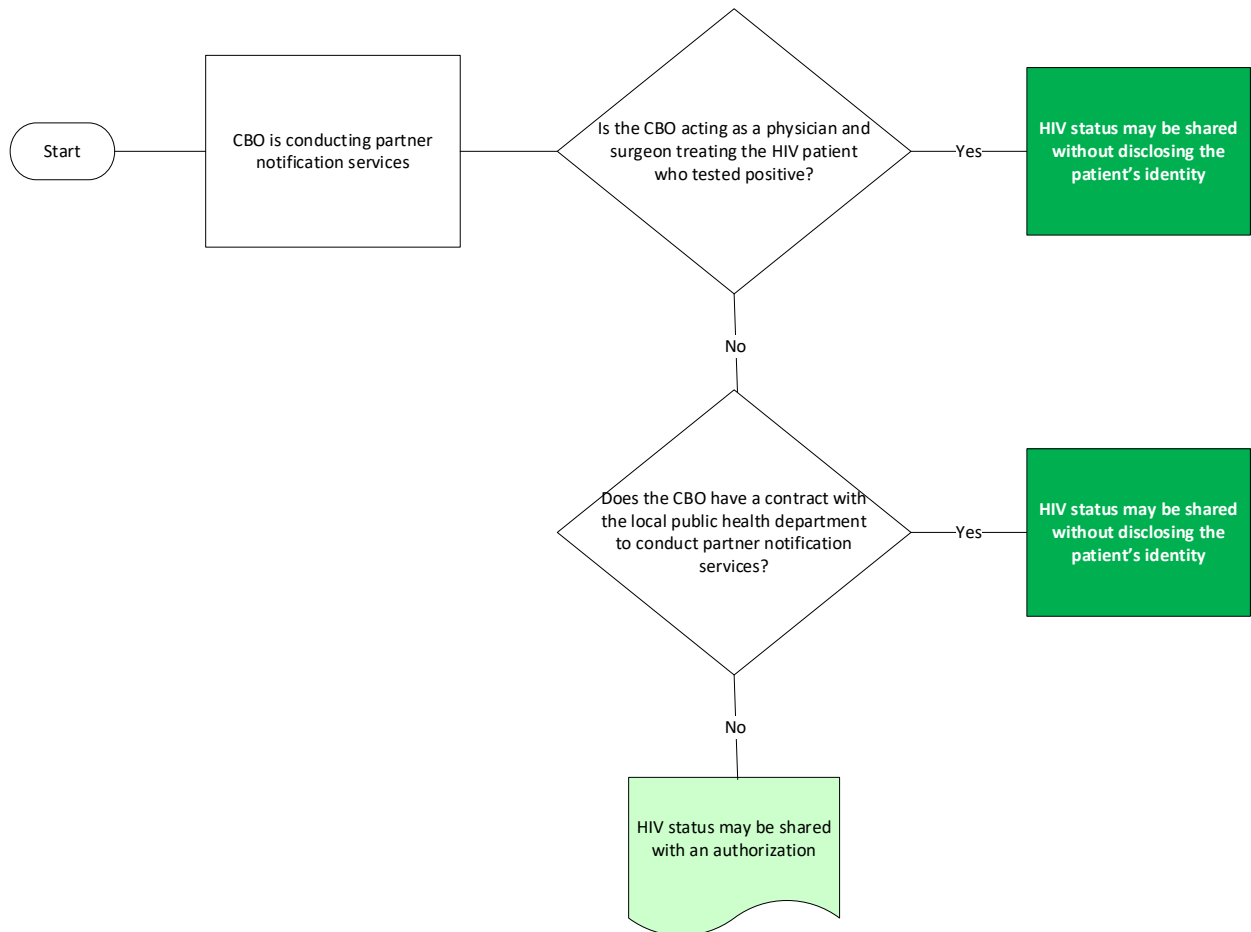 Start
CBO is conducting partner
notification services
Is the CBO acting as a physician and
surgeon treating the HIV patient
who tested positive?
Yes
HIV status may be shared
without disclosing the
patient’s identity
No
Does the CBO have a contract with
the local public health department
to conduct partner notification
services?
Yes
HIV status may be shared
without disclosing the
patient’s identity
No
HIV status may be shared
with an authorization